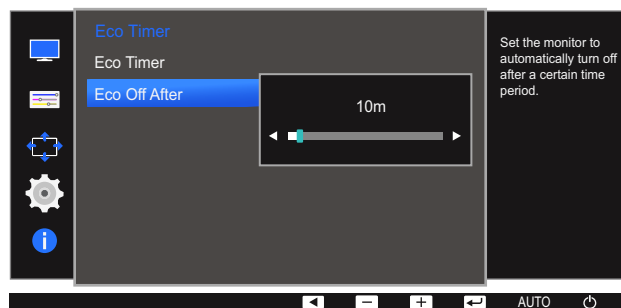 Eco Timer
Eco Timer
Eco Off After
10m
Set the monitor to
automatically turn off
after a certain time
period.
AUTO